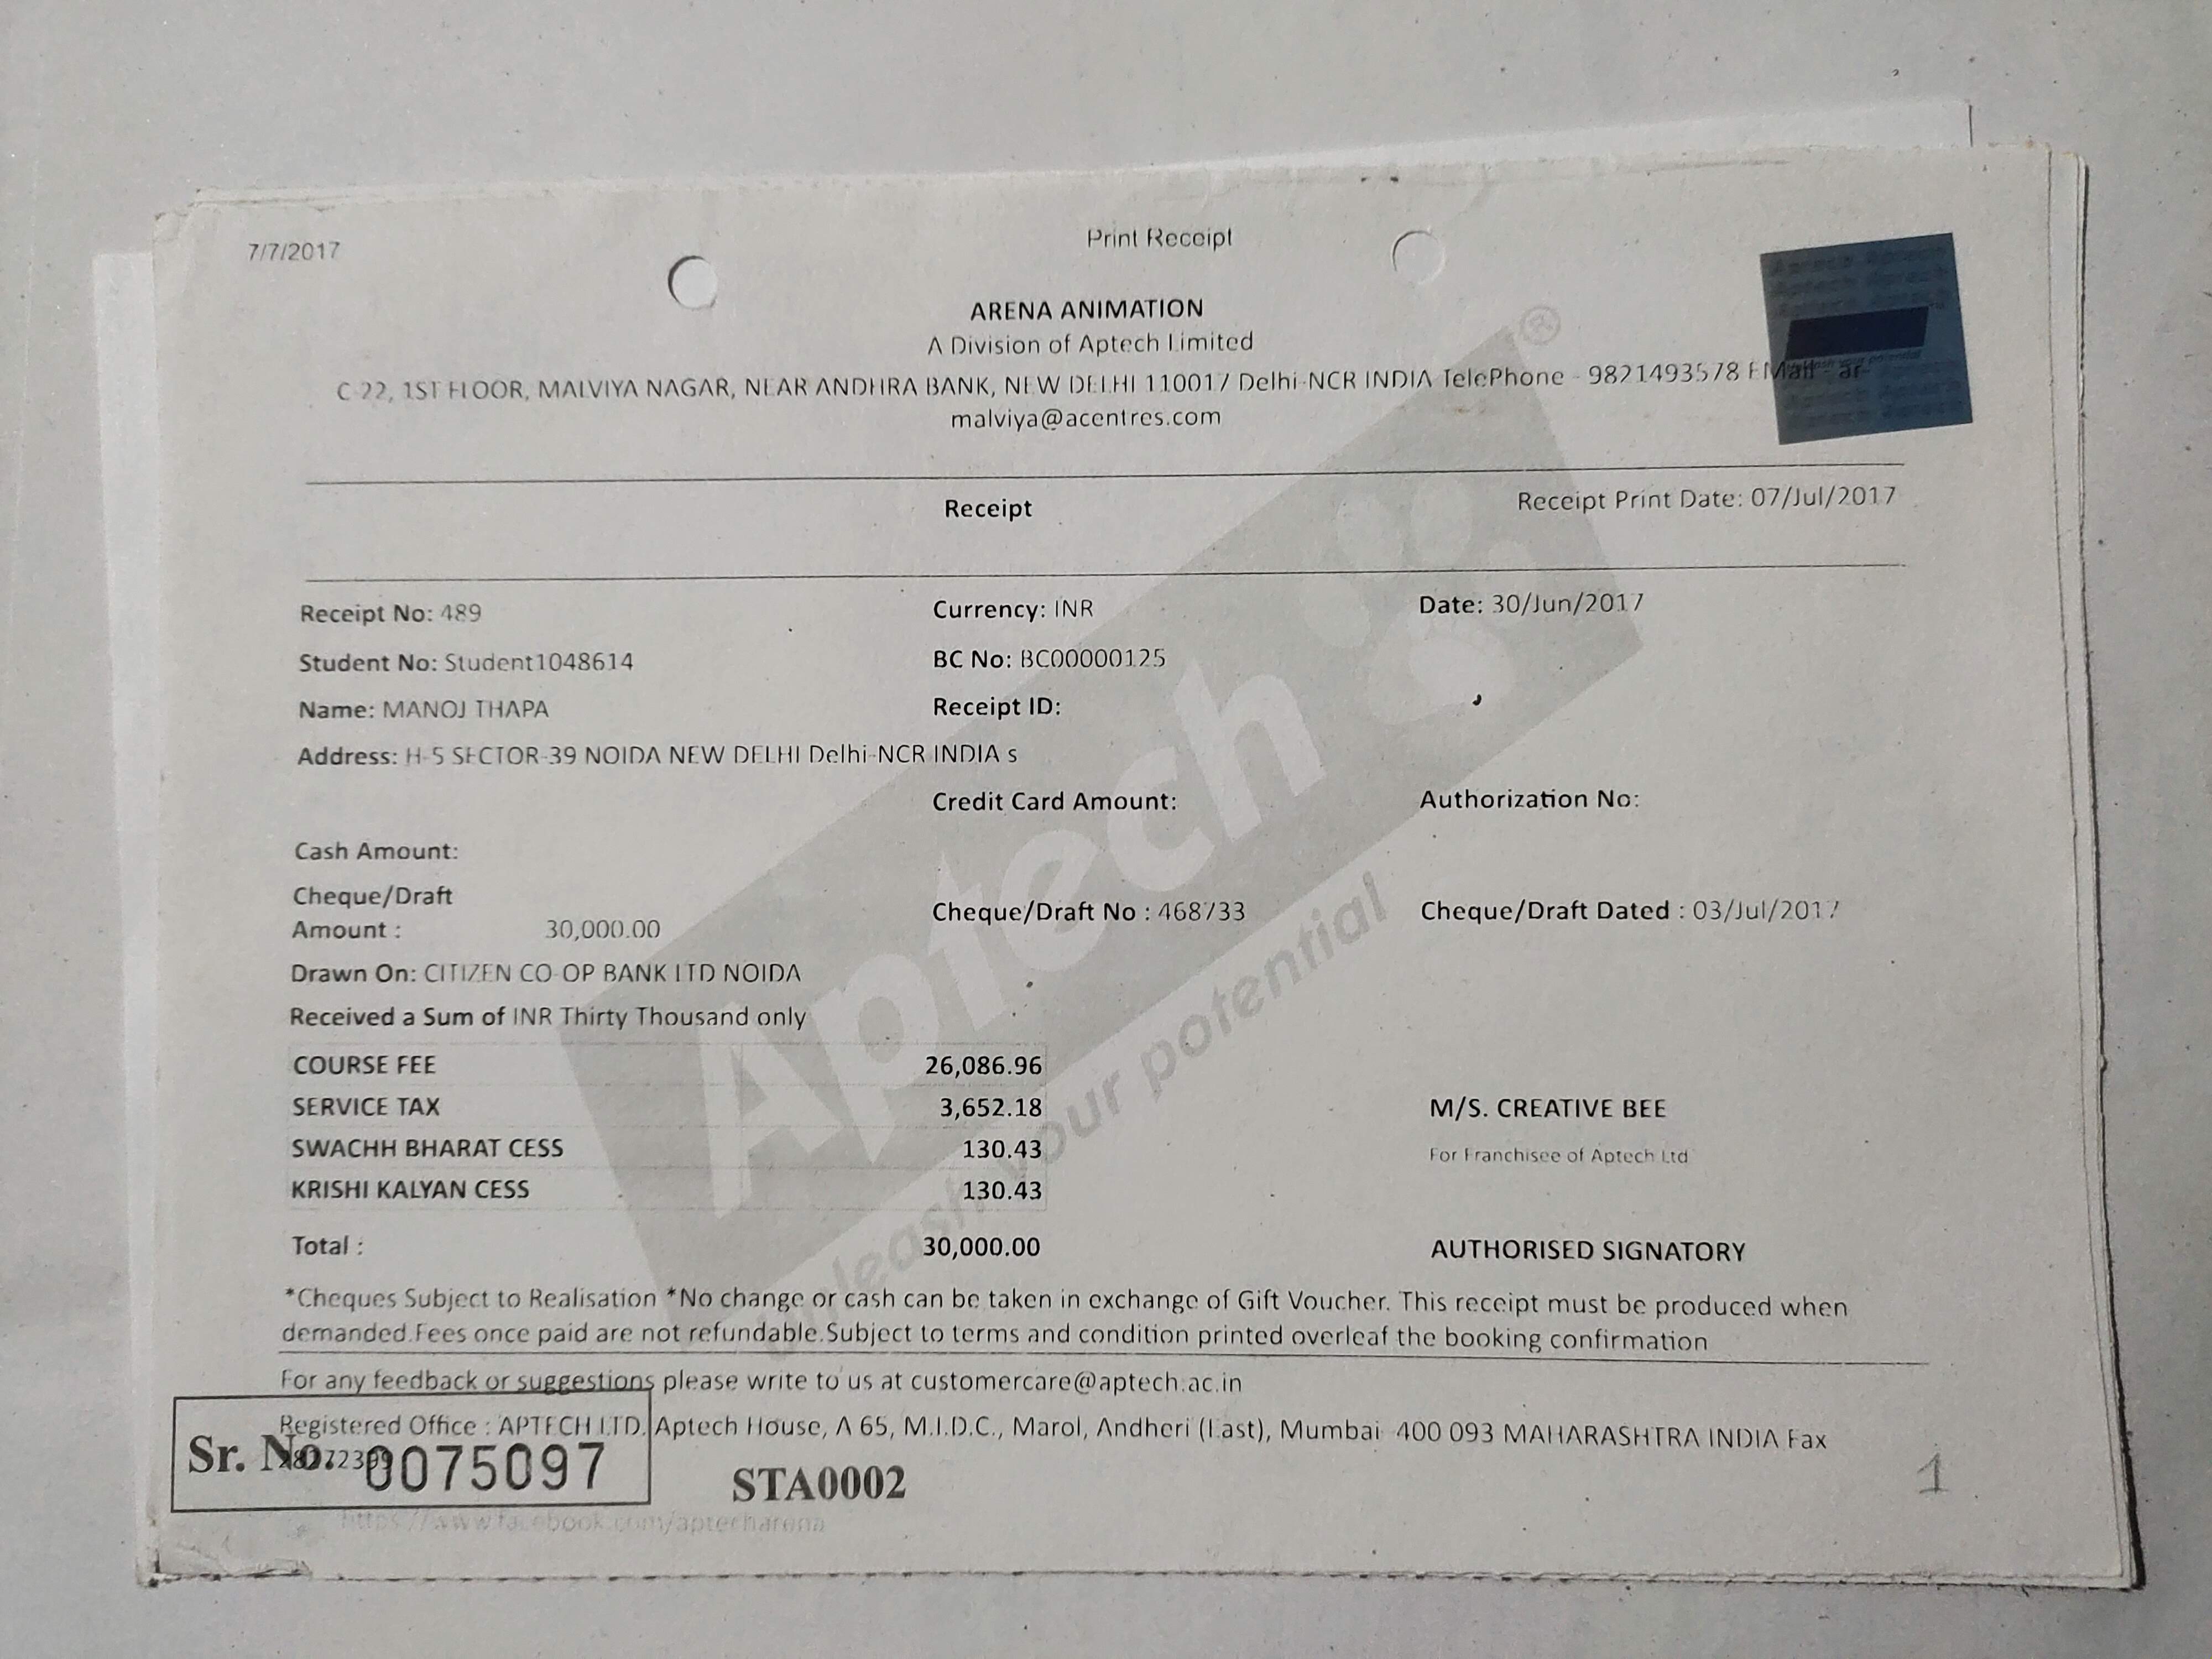 7/7/2017
Print Receipt
ARENA ANIMATION
A Division of Aptech Limited
C-22, 1ST FLOOR, MALVIYA NAGAR, NEAR ANDHRA BANK, NEW DELHI 110017 Delhi-NCR INDIA TelePhone - 9821493578 EMail - ar-
malviya@acentres.com
Receipt
Receipt Print Date: 07/Jul/2017
Receipt No: 489 Currency: INR Date: 30/Jun/2017
Student No: Student1048614 BC No: BC00000125
Name: MANOJ THAPA Receipt ID:
Address: H-5 SECTOR-39 NOIDA NEW DELHI Delhi-NCR INDIA s
Credit Card Amount: Authorization No:
Cash Amount:
Cheque/Draft
Amount : 30,000.00 Cheque/Draft No : 468733 Cheque/Draft Dated : 03/Jul/2017
Drawn On: CITIZEN CO-OP BANK LTD NOIDA
Received a Sum of INR Thirty Thousand only
COURSE FEE 26,086.96
SERVICE TAX 3,652.18 M/S. CREATIVE BEE
SWACHH BHARAT CESS 130.43 For Franchisee of Aptech Ltd
KRISHI KALYAN CESS 130.43
Total : 30,000.00 AUTHORISED SIGNATORY
*Cheques Subject to Realisation *No change or cash can be taken in exchange of Gift Voucher. This receipt must be produced when
demanded.Fees once paid are not refundable.Subject to terms and condition printed overleaf the booking confirmation
For any feedback or suggestions please write to us at customercare@aptech.ac.in
Registered Office : APTECH LTD. Aptech House, A 65, M.I.D.C., Marol, Andheri (East), Mumbai 400 093 MAHARASHTRA INDIA Fax
Sr. No. 0075097
STA0002
1
https://www.facebook.com/aptecharena
Aptech®
unleash your potential